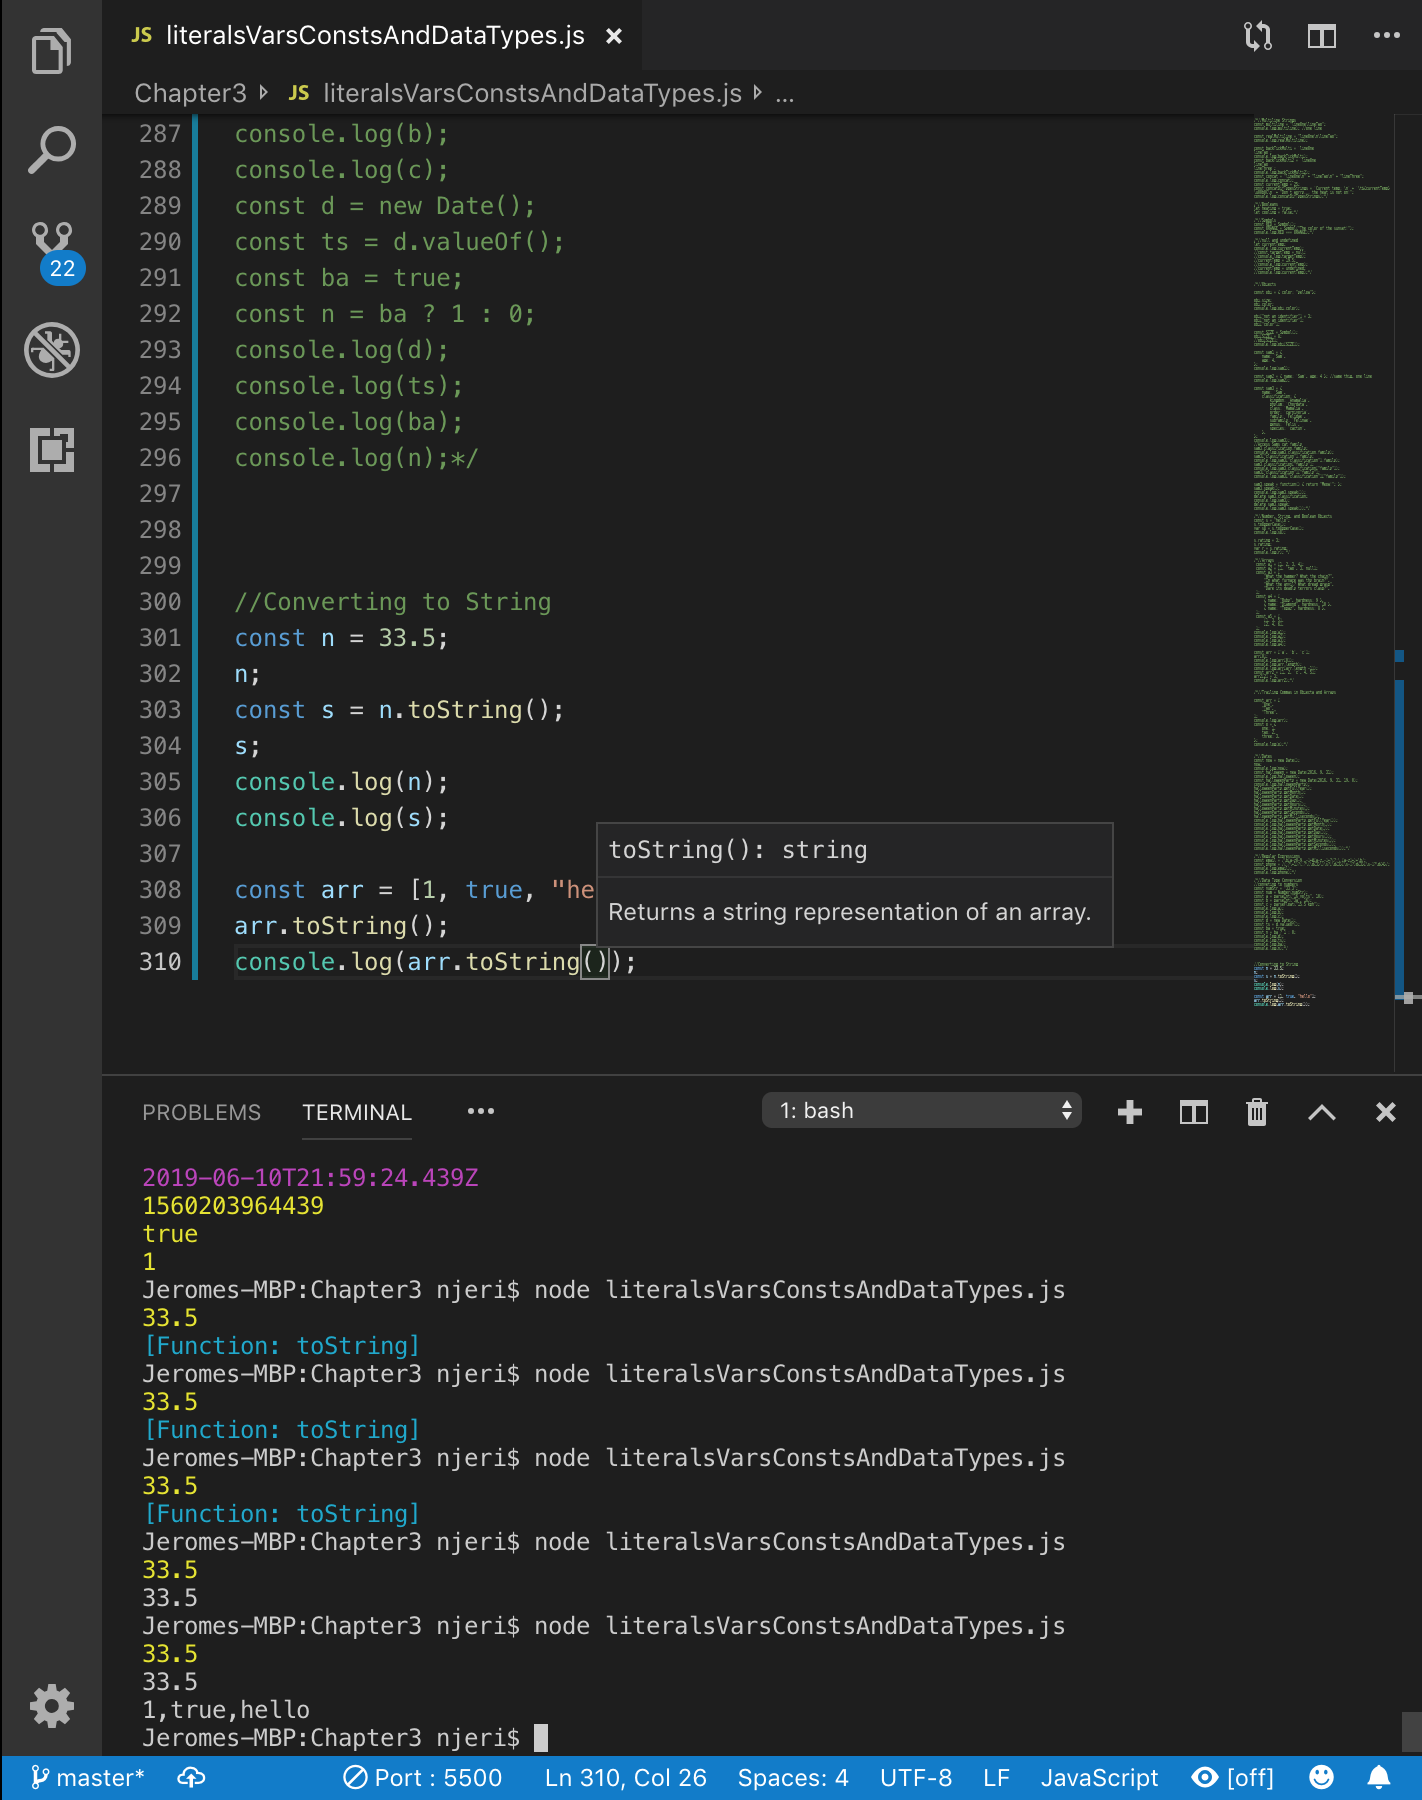 JS literalsVarsConstsAndDataTypes.js
Chapter3 JS literalsVarsConstsAndDataTypes.js ...
287 console.log(b);
288 console.log(c);
289 const d = new Date();
290 const ts = d.valueOf();
22
291 const ba = true;
292 const n = ba ? 1 : 0;
293 console.log(d);
294 console.log(ts);
295 console.log(ba);
296 console.log(n);*/
297
298
299
300 //Converting to String
301 const n = 33.5;
302 n;
303 const s = n.toString();
304 s;
305 console.log(n);
306 console.log(s);
307
toString(): string
308 const arr = [1, true, "he
Returns a string representation of an array.
309 arr.toString();
310 console.log(arr.toString());
PROBLEMS TERMINAL 1: bash
2019-06-10T21:59:24.439Z
1560203964439
true
1
Jeromes-MBP:Chapter3 njeri$ node literalsVarsConstsAndDataTypes.js
33.5
[Function: toString]
Jeromes-MBP:Chapter3 njeri$ node literalsVarsConstsAndDataTypes.js
33.5
[Function: toString]
Jeromes-MBP:Chapter3 njeri$ node literalsVarsConstsAndDataTypes.js
33.5
[Function: toString]
Jeromes-MBP:Chapter3 njeri$ node literalsVarsConstsAndDataTypes.js
33.5
33.5
Jeromes-MBP:Chapter3 njeri$ node literalsVarsConstsAndDataTypes.js
33.5
33.5
1,true,hello
Jeromes-MBP:Chapter3 njeri$
master* Port : 5500 Ln 310, Col 26 Spaces: 4 UTF-8 LF JavaScript [off]